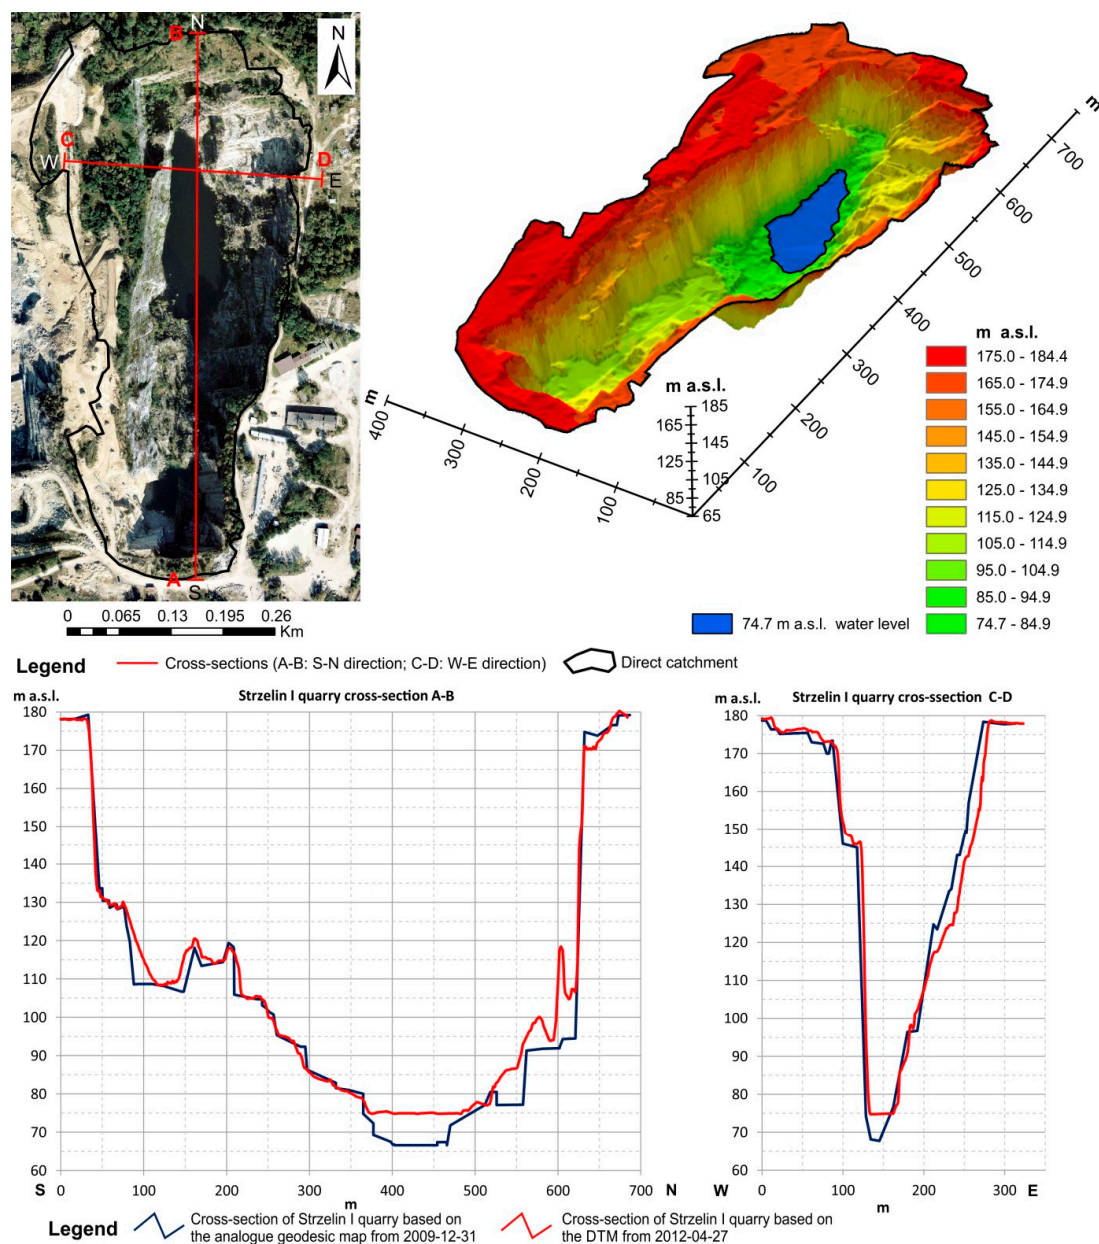 B
N
N
C
W
D
E
A
S
0 0.065 0.13 0.195 0.26
Km
m
700
600
500
400
300
200
100
m
400
300
200
100
m a.s.l.
185
165
145
125
105
85
65
m a.s.l.
175.0 - 184.4
165.0 - 174.9
155.0 - 164.9
145.0 - 154.9
135.0 - 144.9
125.0 - 134.9
115.0 - 124.9
105.0 - 114.9
95.0 - 104.9
85.0 - 94.9
74.7 - 84.9
74.7 m a.s.l. water level
Legend
Cross-sections (A-B: S-N direction; C-D: W-E direction)
Direct catchment
m a.s.l.
Strzelin I quarry cross-section A-B
180
170
160
150
140
130
120
110
100
90
80
70
60
S 0 100 200 300 400 500 600 700 N
m
m a.s.l.
Strzelin I quarry cros-ssection C-D
180
170
160
150
140
130
120
110
100
90
80
70
60
W 0 100 200 300 E
m
Legend
Cross-section of Strzelin I quarry based on
the analogue geodesic map from 2009-12-31
Cross-section of Strzelin I quarry based on
the DTM from 2012-04-27